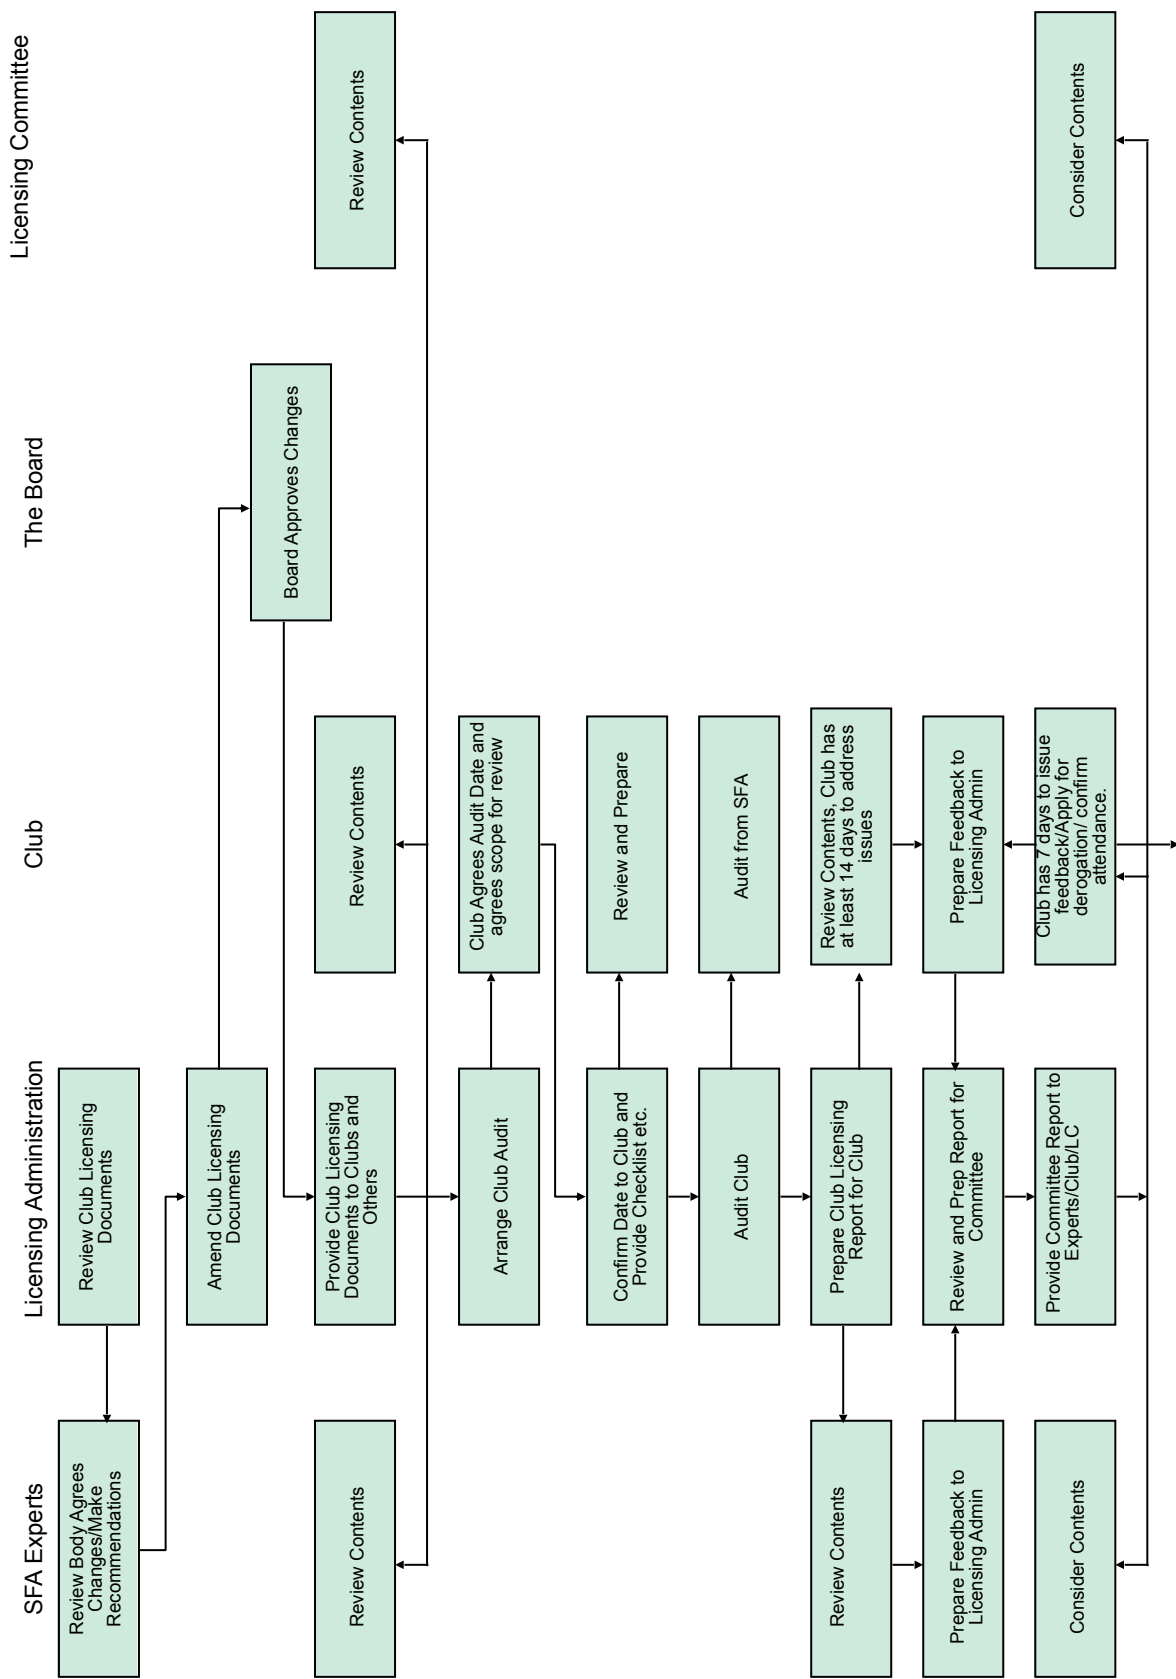 SFA Experts
Licensing Administration
Club
The Board
Licensing Committee
Review Body Agrees
Changes/Make
Recommendations
Review Club Licensing
Documents
Amend Club Licensing
Documents
Board Approves Changes
Review Contents
Provide Club Licensing
Documents to Clubs and
Others
Review Contents
Review Contents
Arrange Club Audit
Club Agrees Audit Date and
agrees scope for review
Confirm Date to Club and
Provide Checklist etc.
Review and Prepare
Audit Club
Audit from SFA
Review Contents
Prepare Club Licensing
Report for Club
Review Contents, Club has
at least 14 days to address
issues
Prepare Feedback to
Licensing Admin
Review and Prep Report for
Committee
Prepare Feedback to
Licensing Admin
Consider Contents
Provide Committee Report to
Experts/Club/LC
Club has 7 days to issue
feedback/Apply for
derogation/ confirm
attendance.
Consider Contents